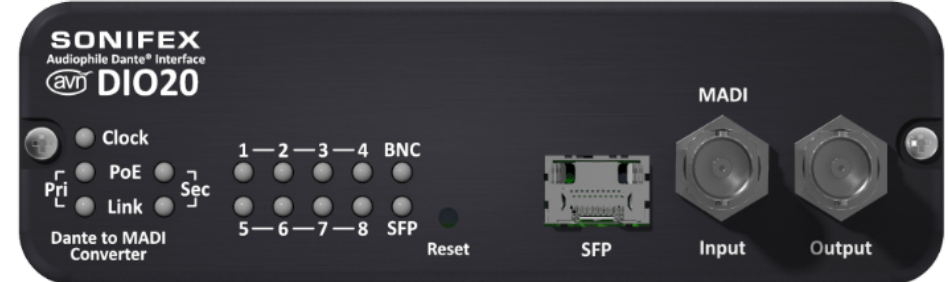 SONIFEX
Audiophile Dante® Interface
avn DIO20
MADI
Clock
1—2—3—4 BNC
PoE
Pri Sec
Link
5—6—7—8 SFP
Dante to MADI
Converter
Reset
SFP
Input
Output